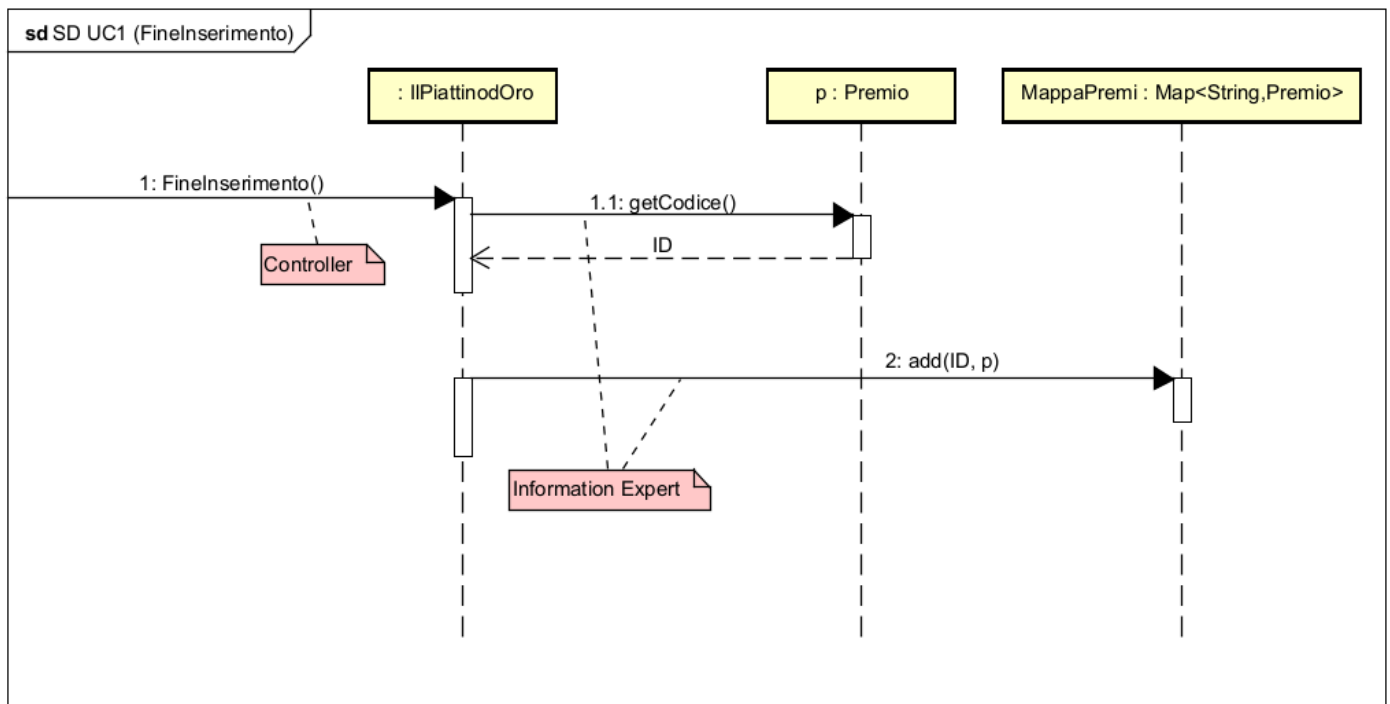 sd SD UC1 (FineInserimento)
: IlPiattinodOro
p : Premio
MappaPremi : Map<String,Premio>
1: FineInserimento()
1.1: getCodice()
ID
Controller
2: add(ID, p)
Information Expert